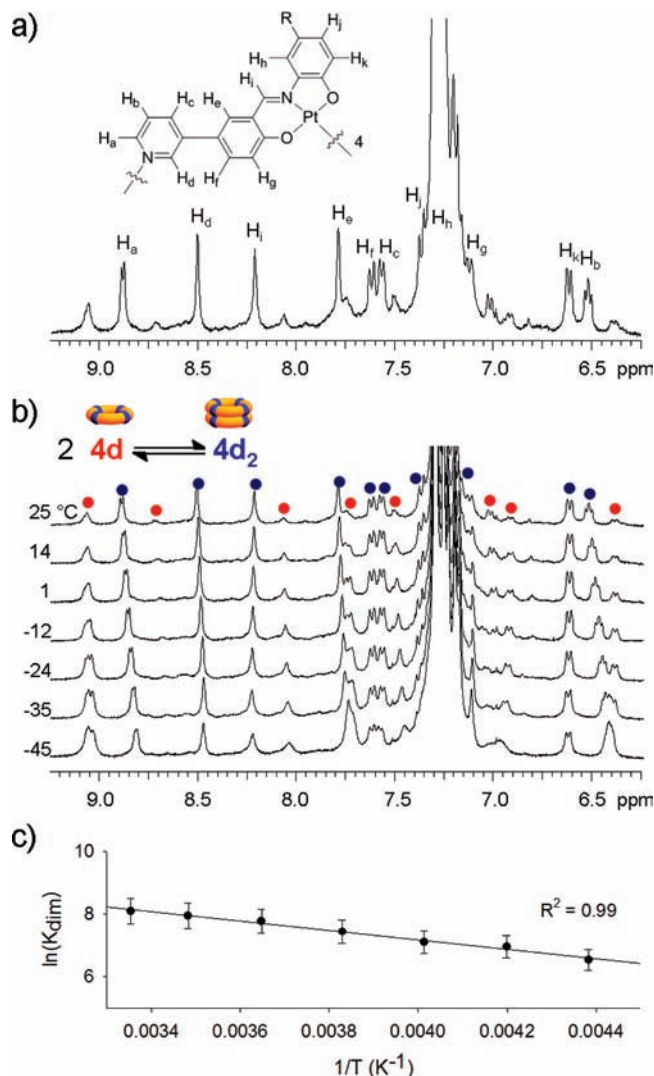 a)
R
Hj
Hh
Hk
Hi
O
N
Pt
Hb
Hc
He
Ha
O
4
N
Hd
Hf
Hg
Ha
Hd
Hi
He
Hf
Hc
Hj
Hh
Hg
Hk
Hb
9.0 8.5 8.0 7.5 7.0 6.5 ppm
b)
2 4d 4d2
25 °C
14
1
-12
-24
-35
-45
9.0 8.5 8.0 7.5 7.0 6.5 ppm
c)
10
8
6
ln(Kdim)
R² = 0.99
0.0034 0.0036 0.0038 0.0040 0.0042 0.0044
1/T (K⁻¹)